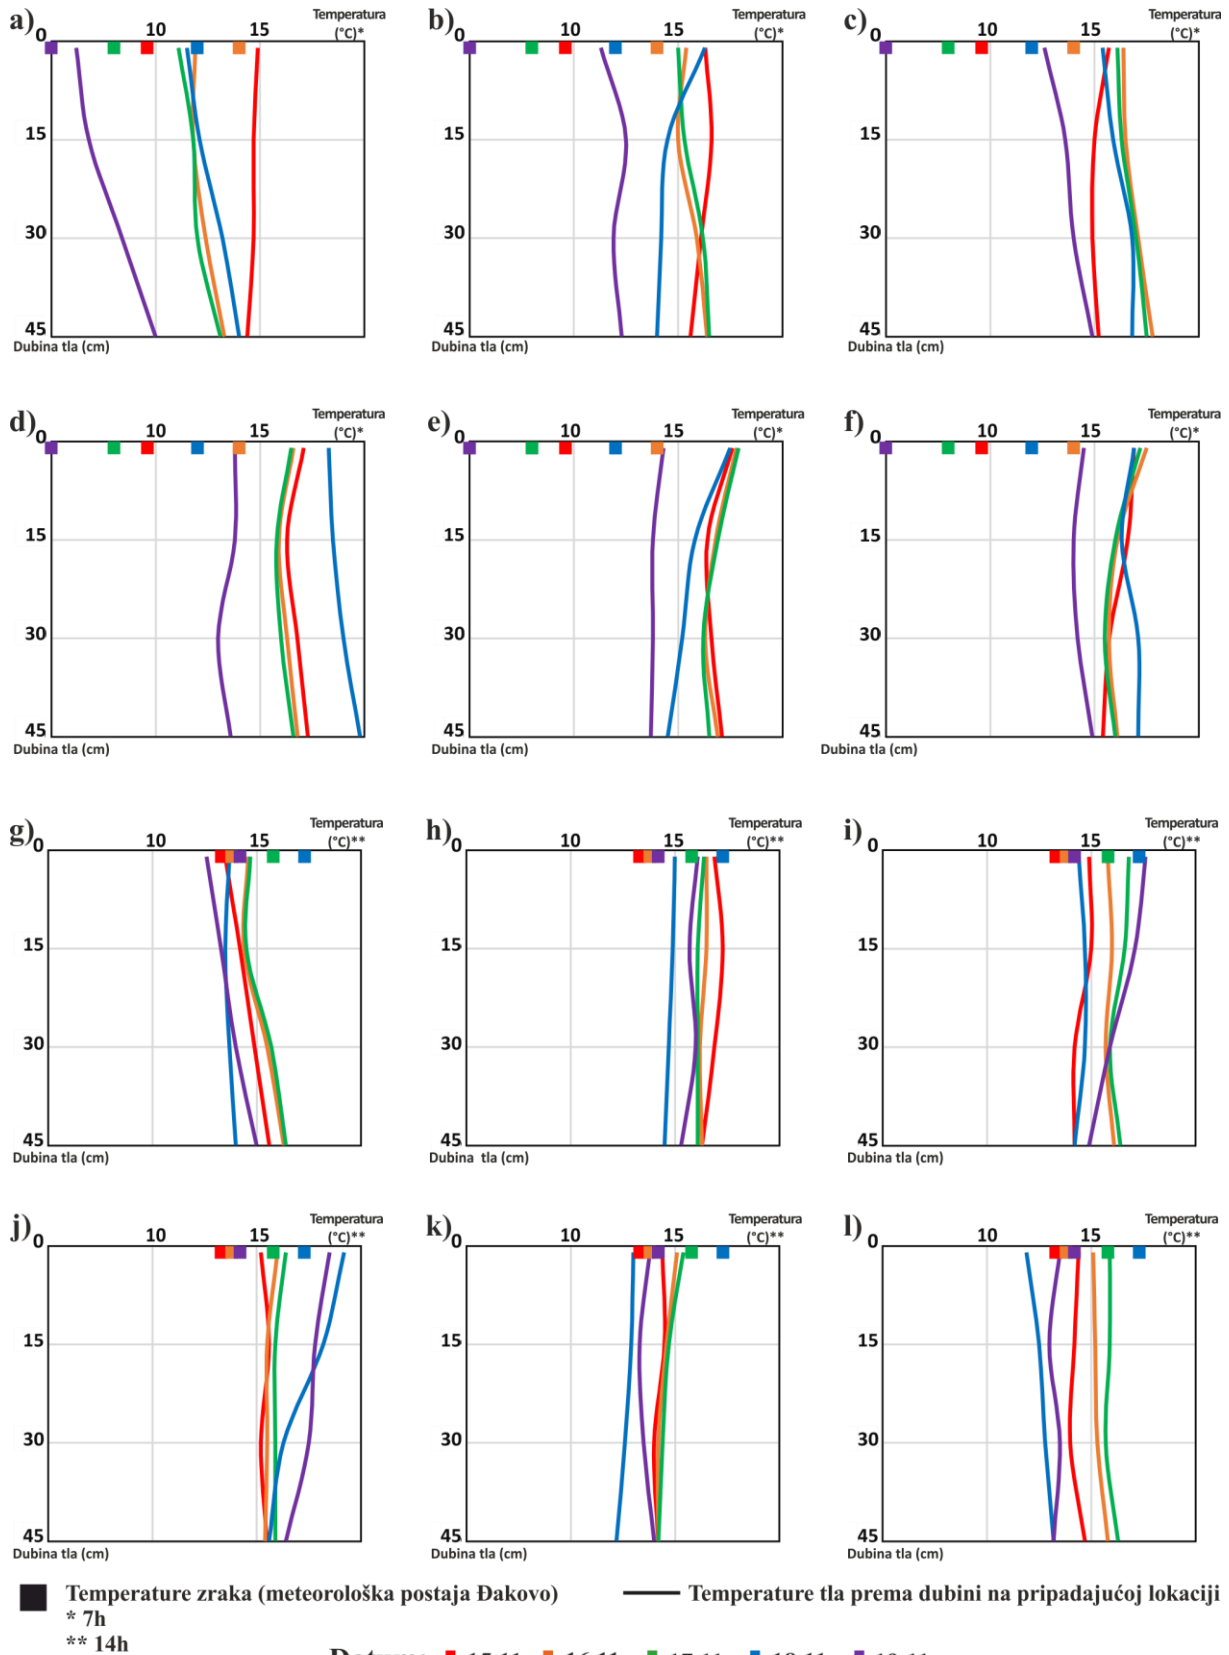 a)
Temperatura
(°C)*
10 15
0
15
30
45
Dubina tla (cm)
b)
Temperatura
(°C)*
10 15
0
15
30
45
Dubina tla (cm)
c)
Temperatura
(°C)*
10 15
0
15
30
45
Dubina tla (cm)
d)
Temperatura
(°C)*
10 15
0
15
30
45
Dubina tla (cm)
e)
Temperatura
(°C)*
10 15
0
15
30
45
Dubina tla (cm)
f)
Temperatura
(°C)*
10 15
0
15
30
45
Dubina tla (cm)
g)
Temperatura
(°C)**
10 15
0
15
30
45
Dubina tla (cm)
h)
Temperatura
(°C)**
10 15
0
15
30
45
Dubina tla (cm)
i)
Temperatura
(°C)**
10 15
0
15
30
45
Dubina tla (cm)
j)
Temperatura
(°C)**
10 15
0
15
30
45
Dubina tla (cm)
k)
Temperatura
(°C)**
10 15
0
15
30
45
Dubina tla (cm)
l)
Temperatura
(°C)**
10 15
0
15
30
45
Dubina tla (cm)
Temperature zraka (meteorološka postaja Đakovo)
* 7h
** 14h
Temperature tla prema dubini na pripadajućoj lokaciji